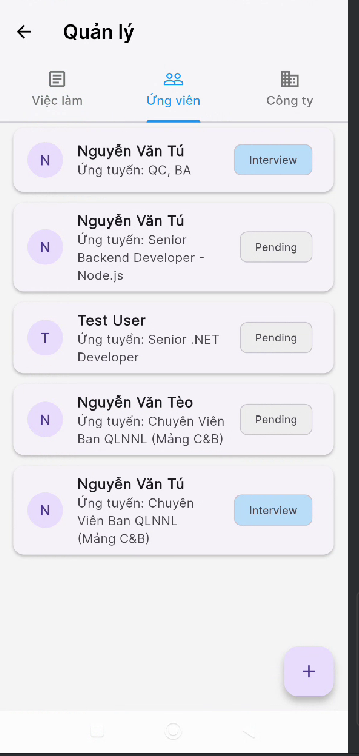 Quản lý
Việc làm
Ứng viên
Công ty
N
Nguyễn Văn Tú
Ứng tuyển: QC, BA
Interview
N
Nguyễn Văn Tú
Ứng tuyển: Senior
Backend Developer -
Node.js
Pending
T
Test User
Ứng tuyển: Senior .NET
Developer
Pending
N
Nguyễn Văn Tèo
Ứng tuyển: Chuyên Viên
Ban QLNNL (Mảng C&B)
Pending
N
Nguyễn Văn Tú
Ứng tuyển: Chuyên
Viên Ban QLNNL
(Mảng C&B)
Interview
+